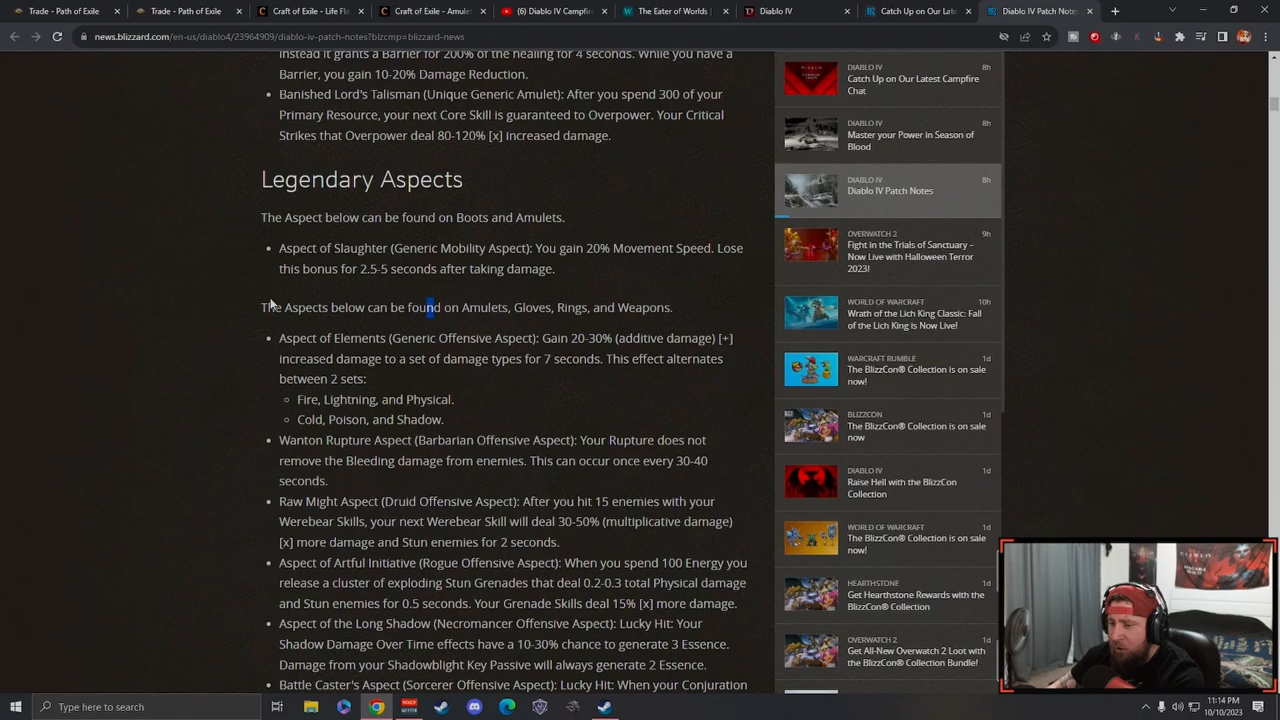 Trade - Path of Exile
Trade - Path of Exile
Craft of Exile - Life Fla
Craft of Exile - Amule
(6) Diablo IV Campfir
The Eater of Worlds |
Diablo IV
Catch Up on Our Late
Diablo IV Patch Notes
news.blizzard.com/en-us/diablo4/23964909/diablo-iv-patch-notes?blzcmp=blizzard-news
Instead it grants a Barrier for 200% of the healing for 4 seconds. While you have a
Barrier, you gain 10-20% Damage Reduction.
Banished Lord's Talisman (Unique Generic Amulet): After you spend 300 of your
Primary Resource, your next Core Skill is guaranteed to Overpower. Your Critical
Strikes that Overpower deal 80-120% [x] increased damage.
Legendary Aspects
The Aspect below can be found on Boots and Amulets.
Aspect of Slaughter (Generic Mobility Aspect): You gain 20% Movement Speed. Lose
this bonus for 2.5-5 seconds after taking damage.
The Aspects below can be found on Amulets, Gloves, Rings, and Weapons.
Aspect of Elements (Generic Offensive Aspect): Gain 20-30% (additive damage) [+]
increased damage to a set of damage types for 7 seconds. This effect alternates
between 2 sets:
Fire, Lightning, and Physical.
Cold, Poison, and Shadow.
Wanton Rupture Aspect (Barbarian Offensive Aspect): Your Rupture does not
remove the Bleeding damage from enemies. This can occur once every 30-40
seconds.
Raw Might Aspect (Druid Offensive Aspect): After you hit 15 enemies with your
Werebear Skills, your next Werebear Skill will deal 30-50% (multiplicative damage)
[x] more damage and Stun enemies for 2 seconds.
Aspect of Artful Initiative (Rogue Offensive Aspect): When you spend 100 Energy you
release a cluster of exploding Stun Grenades that deal 0.2-0.3 total Physical damage
and Stun enemies for 0.5 seconds. Your Grenade Skills deal 15% [x] more damage.
Aspect of the Long Shadow (Necromancer Offensive Aspect): Lucky Hit: Your
Shadow Damage Over Time effects have a 10-30% chance to generate 3 Essence.
Damage from your Shadowblight Key Passive will always generate 2 Essence.
Battle Caster's Aspect (Sorcerer Offensive Aspect): Lucky Hit: When your Conjuration
DIABLO IV 8h
Catch Up on Our Latest Campfire
Chat
DIABLO IV 8h
Master your Power in Season of
Blood
DIABLO IV 8h
Diablo IV Patch Notes
OVERWATCH 2 9h
Fight in the Trials of Sanctuary –
Now Live with Halloween Terror
2023!
WORLD OF WARCRAFT 10h
Wrath of the Lich King Classic: Fall
of the Lich King is Now Live!
WARCRAFT RUMBLE 1d
The BlizzCon® Collection is on sale
now!
BLIZZCON 1d
The BlizzCon® Collection is on sale
now
DIABLO IV 1d
Raise Hell with the BlizzCon
Collection
WORLD OF WARCRAFT 1d
The BlizzCon® Collection is on sale
now!
HEARTHSTONE 1d
Get Hearthstone Rewards with the
BlizzCon® Collection
OVERWATCH 2 1d
Get All-New Overwatch 2 Loot with
the BlizzCon® Collection Bundle!
Type here to search
11:14 PM
10/10/2023